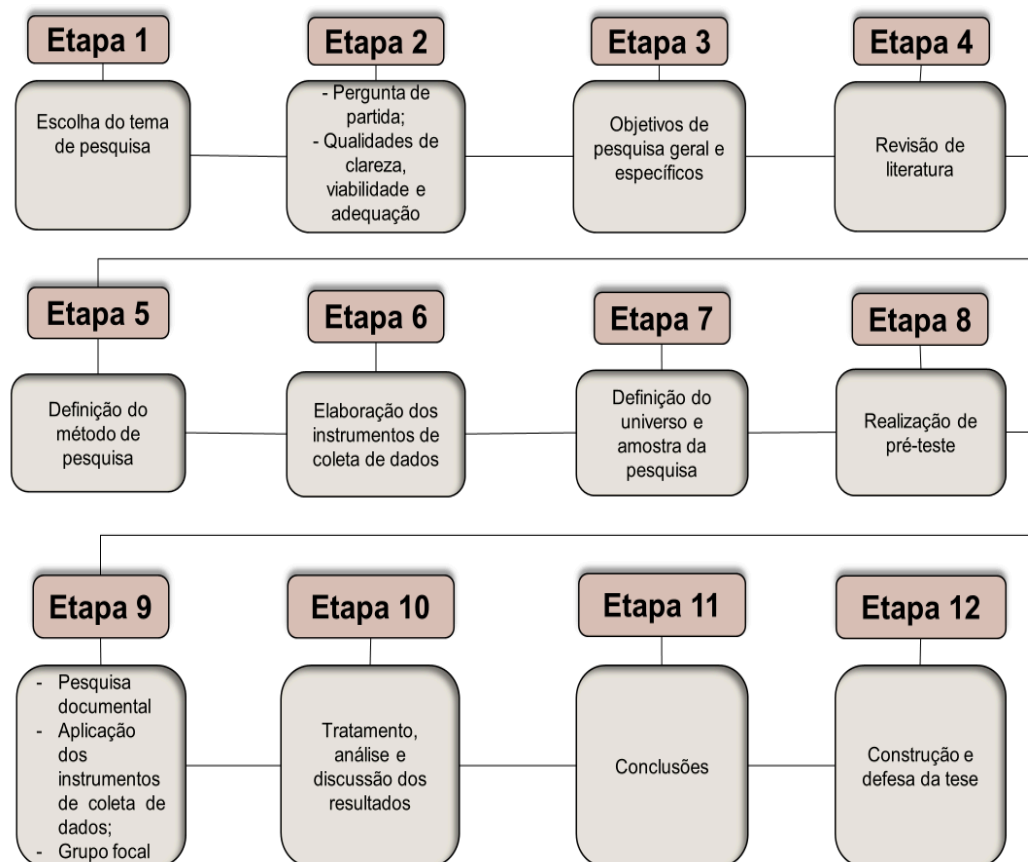 Etapa 1
Escolha do tema
de pesquisa
Etapa 2
- Pergunta de
partida;
- Qualidades de
clareza,
viabilidade e
adequação
Etapa 3
Objetivos de
pesquisa geral e
específicos
Etapa 4
Revisão de
literatura
Etapa 5
Definição do
método de
pesquisa
Etapa 6
Elaboração dos
instrumentos de
coleta de dados
Etapa 7
Definição do
universo e
amostra da
pesquisa
Etapa 8
Realização de
pré-teste
Etapa 9
- Pesquisa
documental
- Aplicação
dos
instrumentos
de coleta de
dados;
- Grupo focal
Etapa 10
Tratamento,
análise e
discussão dos
resultados
Etapa 11
Conclusões
Etapa 12
Construção e
defesa da tese